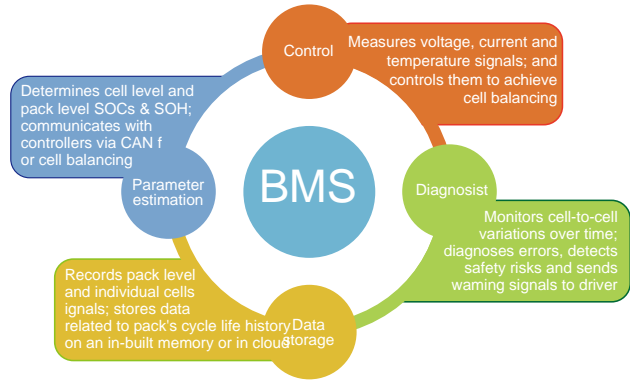 Control
Measures voltage, current and
temperature signals; and
controls them to achieve
cell balancing
Determines cell level and
pack level SOCs & SOH;
communicates with
controllers via CAN f
or cell balancing
Parameter
estimation
BMS
Diagnosist
Monitors cell-to-cell
variations over time;
diagnoses errors, detects
safety risks and sends
waming signals to driver
Records pack level
and individual cells
ignals; stores data
related to pack's cycle life history
on an in-built memory or in cloud
Data
storage